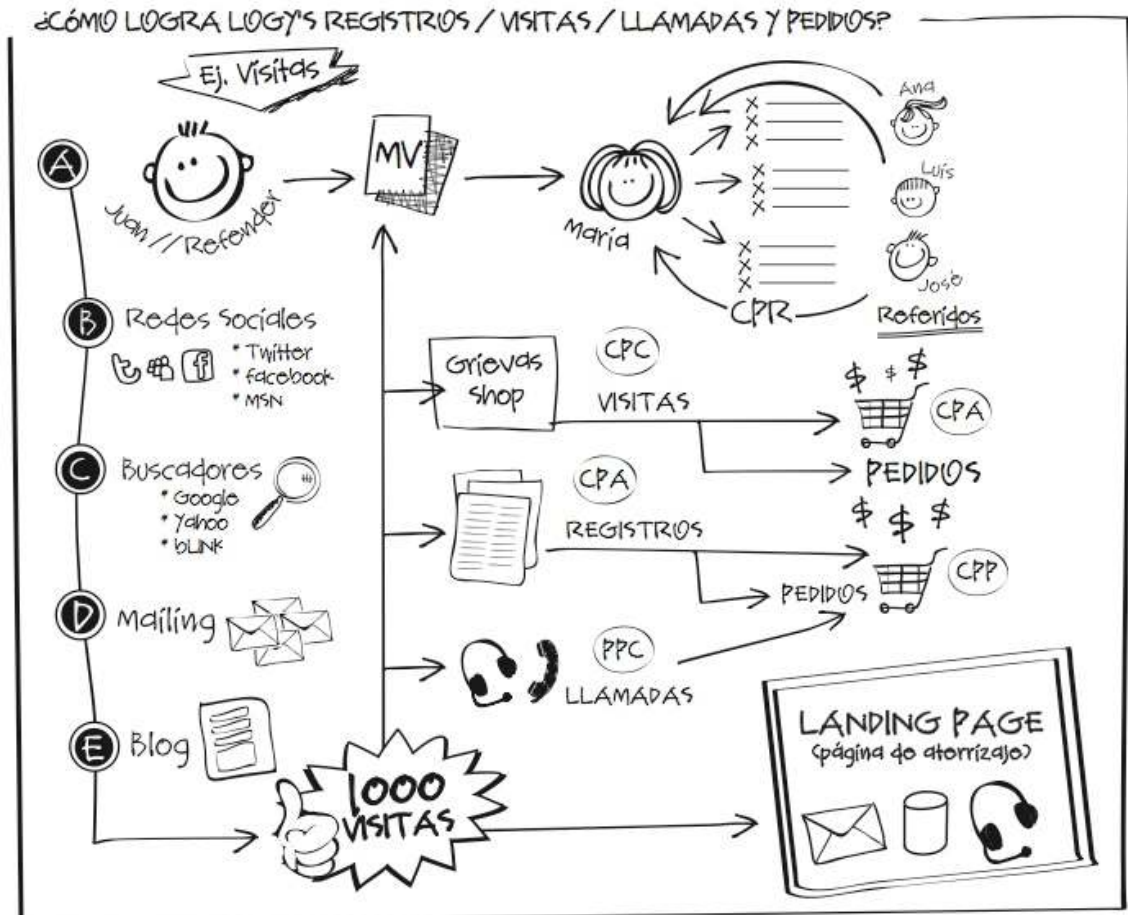 ¿CÓMO LOGRA LOGY'S REGISTROS / VISITAS / LLAMADAS Y PEDIDOS?
Ej. Visitas
A
Juan // Refender
MV
María
Ana
Luís
José
CPR
Referidos
B
Redes Sociales
* Twitter
* facebook
* MSN
Grievas
shop
CPC
VISITAS
$ $ $
CPA
PEDIDOS
C
Buscadores
* Google
* Yahoo
* bLINK
CPA
REGISTROS
$ $ $
CPP
PEDIDOS
D
Mailing
PPC
LLAMADAS
E
Blog
1000
VISITAS
LANDING PAGE
(página de aterrizaje)